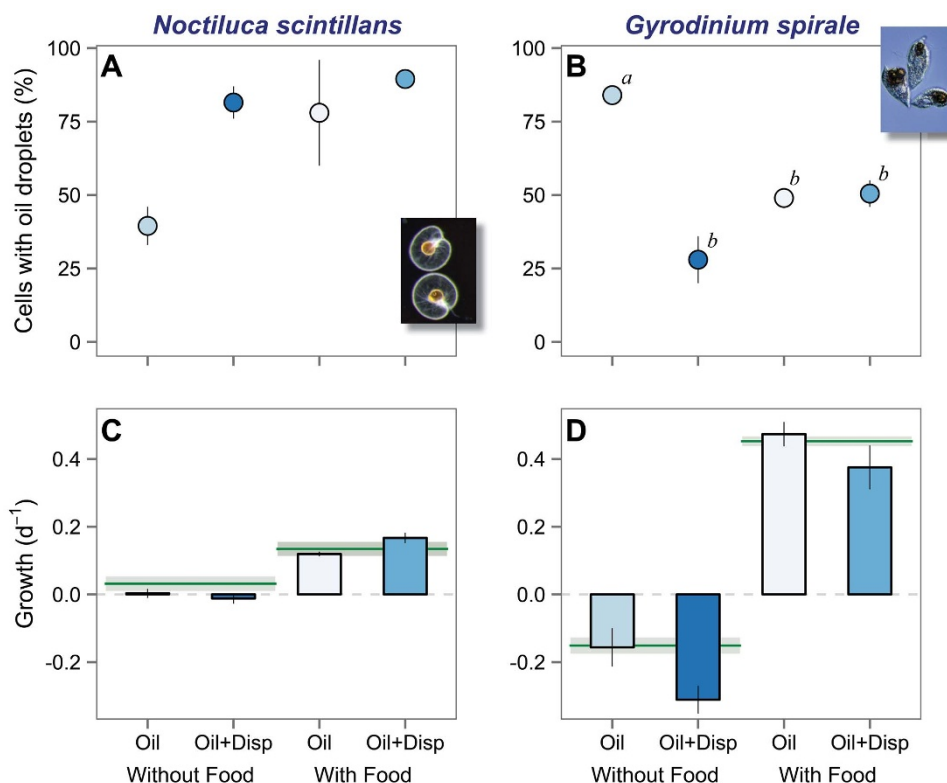 Noctiluca scintillans
Gyrodinium spirale
A
B
Cells with oil droplets (%)
100
75
50
25
0
100
75
50
25
0
a
b
b
b
C
D
Growth (d⁻¹)
0.4
0.2
0.0
-0.2
0.4
0.2
0.0
-0.2
Oil Oil+Disp Oil Oil+Disp
Without Food With Food
Oil Oil+Disp Oil Oil+Disp
Without Food With Food